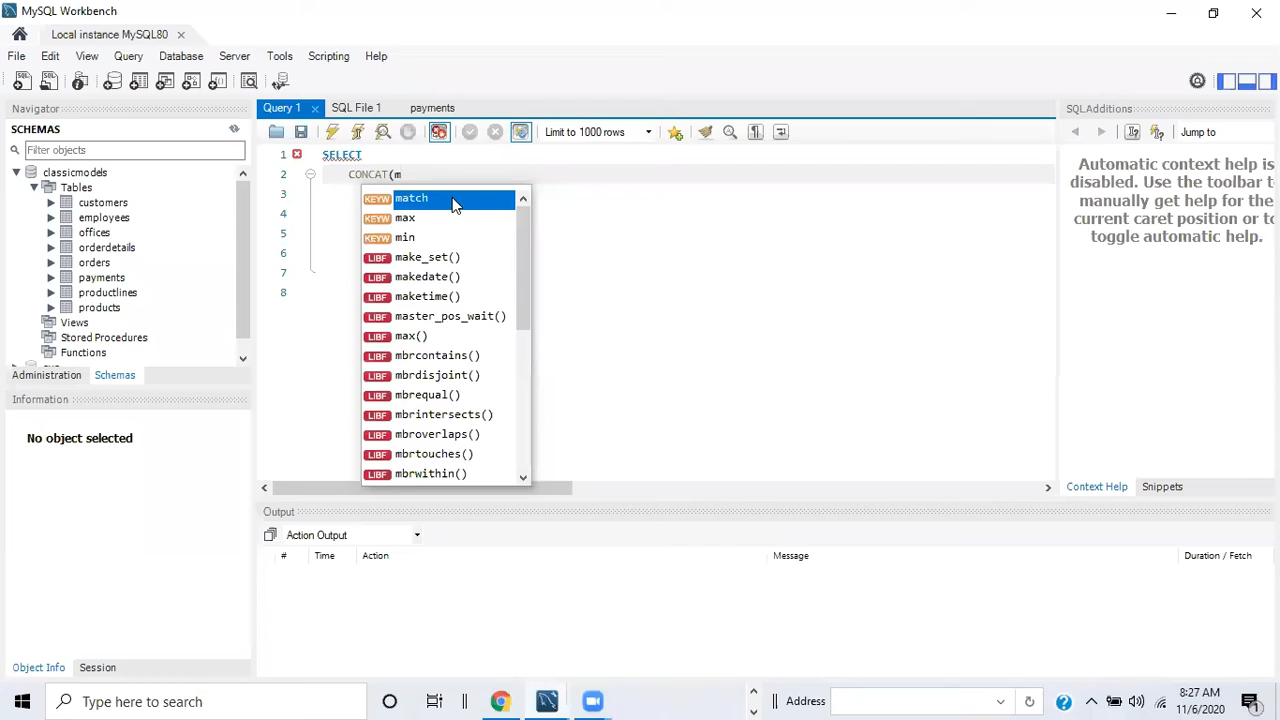 MySQL Workbench
Local instance MySQL80
File Edit View Query Database Server Tools Scripting Help
Navigator
SCHEMAS
Filter objects
classicmodels
Tables
customers
employees
offices
orderdetails
orders
payments
productlines
products
Views
Stored Procedures
Functions
Administration Schemas
Information
No object selected
Object Info Session
Query 1 SQL File 1 payments
Limit to 1000 rows
1 SELECT
2 CONCAT(m
3
4
5
6
7
8
KEYW match
KEYW max
KEYW min
LIBF make_set()
LIBF makedate()
LIBF maketime()
LIBF master_pos_wait()
LIBF max()
LIBF mbrcontains()
LIBF mbrdisjoint()
LIBF mbrequal()
LIBF mbrintersects()
LIBF mbroverlaps()
LIBF mbrtouches()
LIBF mbrwithin()
SQLAdditions
Jump to
Automatic context help is
disabled. Use the toolbar t
manually get help for the
current caret position or to
toggle automatic help.
Context Help Snippets
Output
Action Output
# Time Action Message Duration / Fetch
Type here to search
Address
8:27 AM
11/6/2020
1